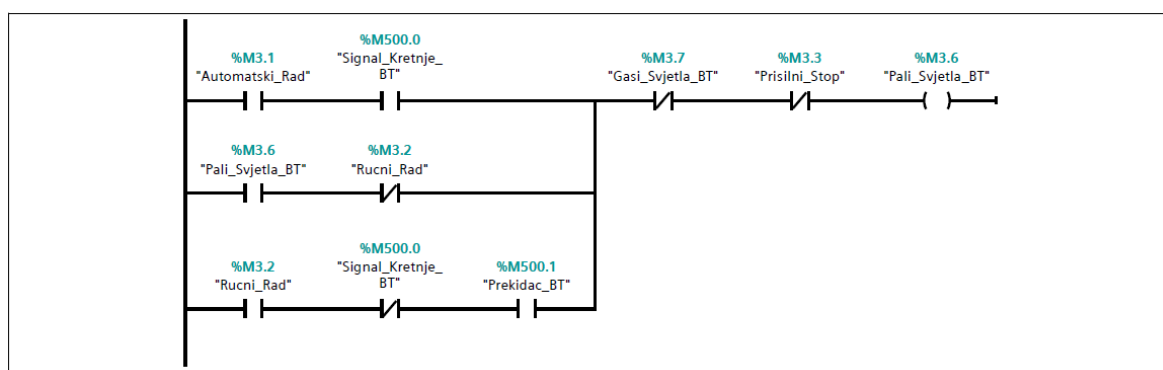 %M3.1
"Automatski_Rad"
%M500.0
"Signal_Kretnje_
BT"
%M3.7
"Gasi_Svjetla_BT"
%M3.3
"Prisilni_Stop"
%M3.6
"Pali_Svjetla_BT"
%M3.6
"Pali_Svjetla_BT"
%M3.2
"Rucni_Rad"
%M3.2
"Rucni_Rad"
%M500.0
"Signal_Kretnje_
BT"
%M500.1
"Prekidac_BT"